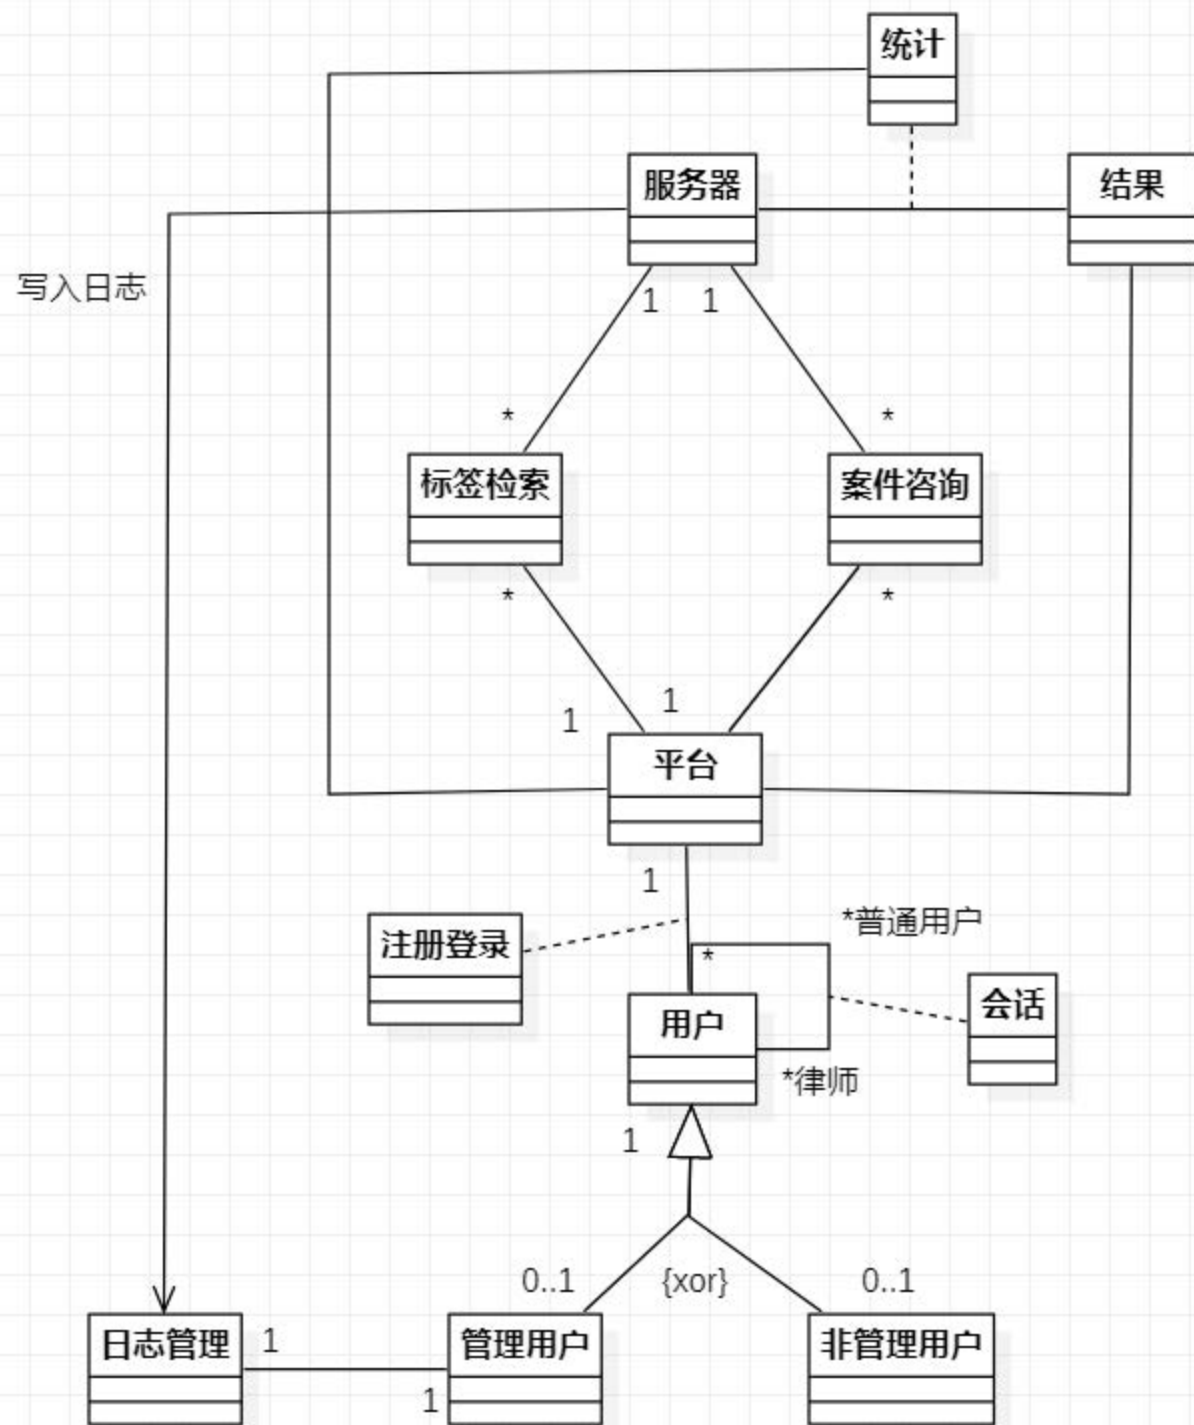 统计
服务器
结果
写入日志
1
1
*
*
标签检索
案件咨询
*
*
1
1
平台
1
*普通用户
注册登录
*
会话
用户
*律师
1
0..1
{xor}
0..1
日志管理
1
管理用户
非管理用户
1